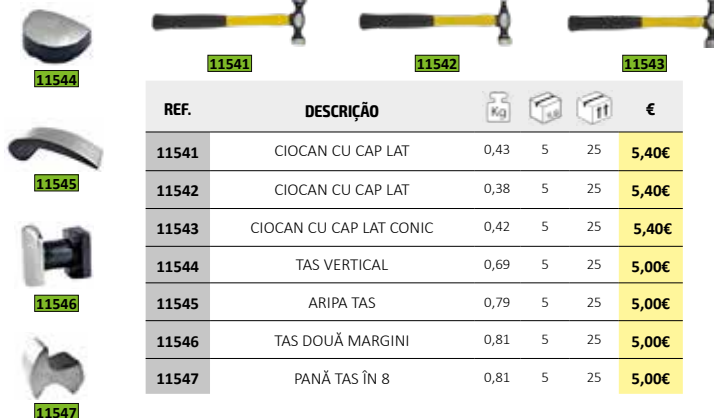 11541 11542 11543
11544
11545
11546
11547
REF. DESCRIÇÃO Kg €
11541 CIOCAN CU CAP LAT 0,43 5 25 5,40€
11542 CIOCAN CU CAP LAT 0,38 5 25 5,40€
11543 CIOCAN CU CAP LAT CONIC 0,42 5 25 5,40€
11544 TAS VERTICAL 0,69 5 25 5,00€
11545 ARIPA TAS 0,79 5 25 5,00€
11546 TAS DOUĂ MARGINI 0,81 5 25 5,00€
11547 PANĂ TAS ÎN 8 0,81 5 25 5,00€